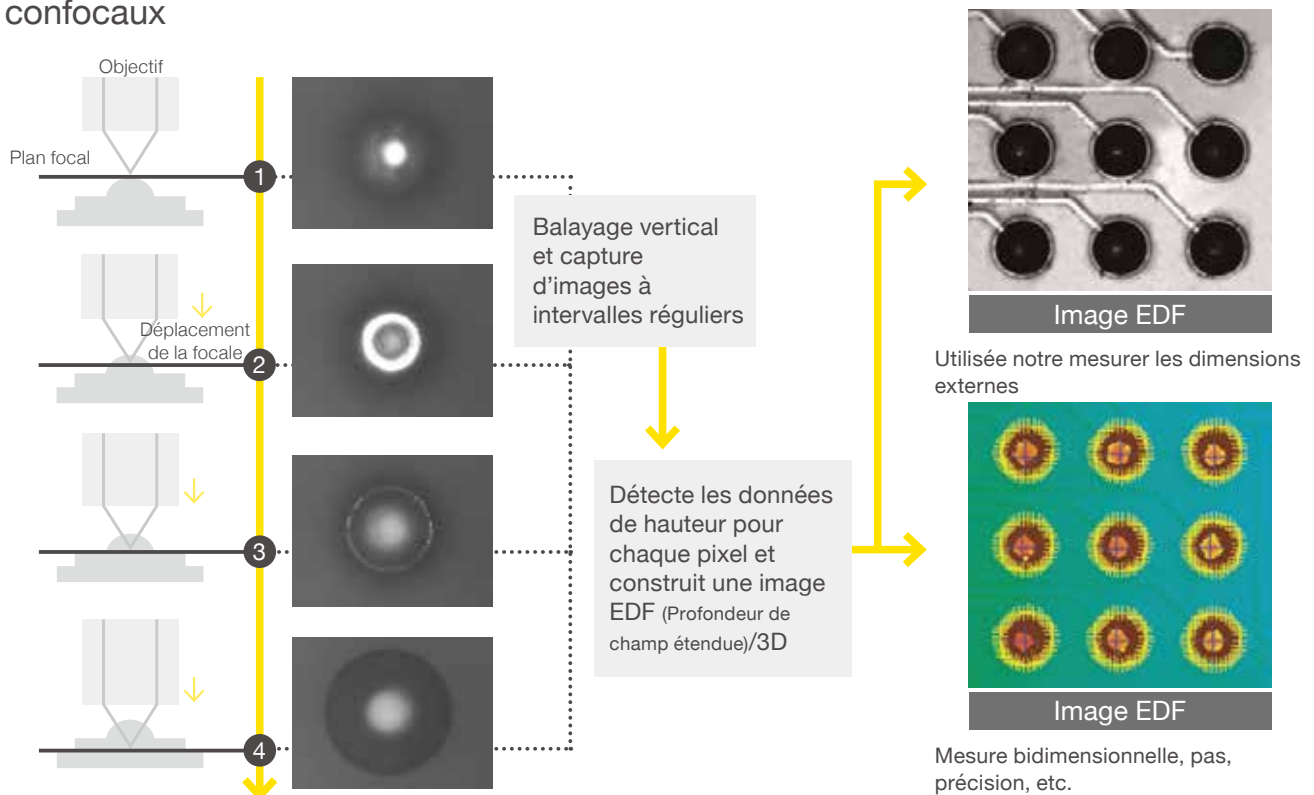 confocaux
Objectif
Plan focal
1
Déplacement
de la focale
2
3
4
Balayage vertical
et capture
d'images à
intervalles réguliers
Détecte les données
de hauteur pour
chaque pixel et
construit une image
EDF (Profondeur de
champ étendue)/3D
Image EDF
Utilisée notre mesurer les dimensions
externes
Image EDF
Mesure bidimensionnelle, pas,
précision, etc.